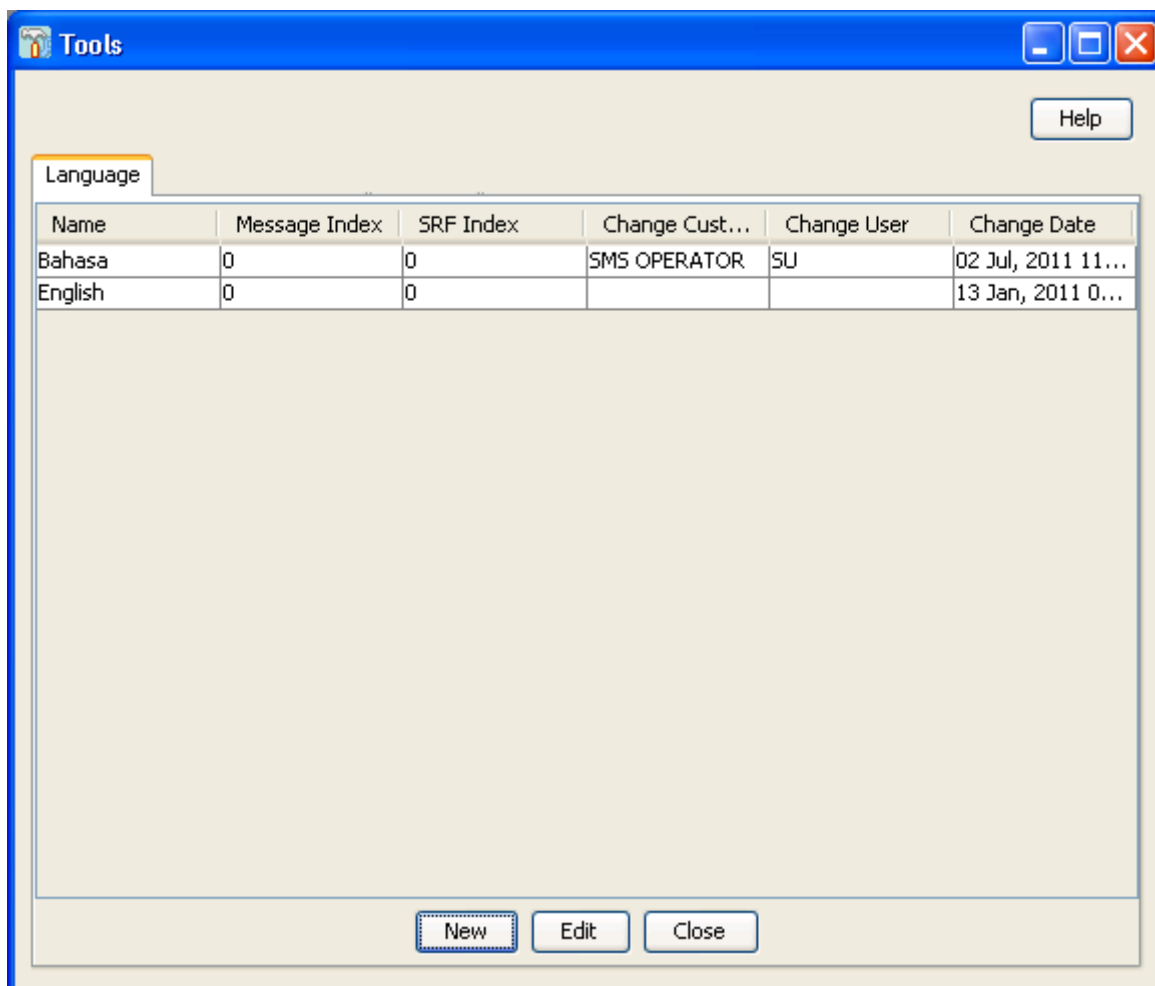 Tools
Help
Language
Name Message Index SRF Index Change Cust... Change User Change Date
Bahasa 0 0 SMS OPERATOR SU 02 Jul, 2011 11...
English 0 0 13 Jan, 2011 0...
New Edit Close